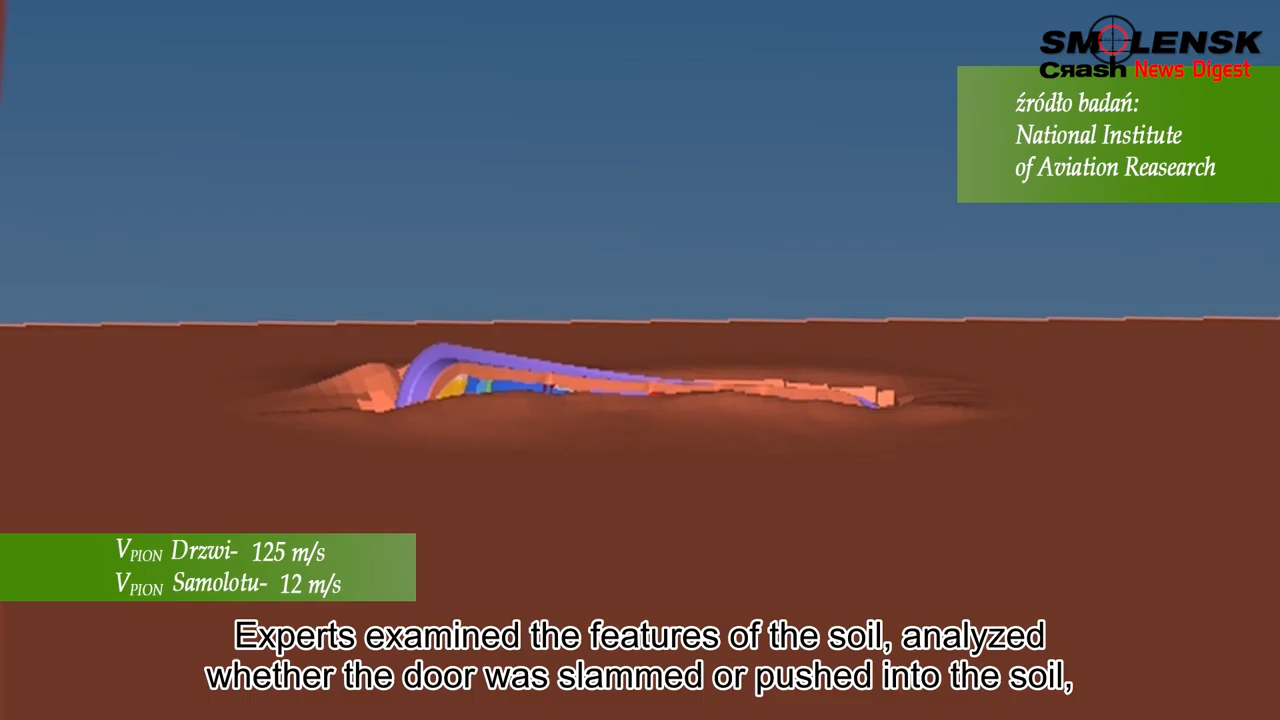 SMOLENSK
Cяash News Digest
źródło badań:
National Institute
of Aviation Reasearch
VPION Drzwi- 125 m/s
VPION Samolotu- 12 m/s
Experts examined the features of the soil, analyzed
whether the door was slammed or pushed into the soil,